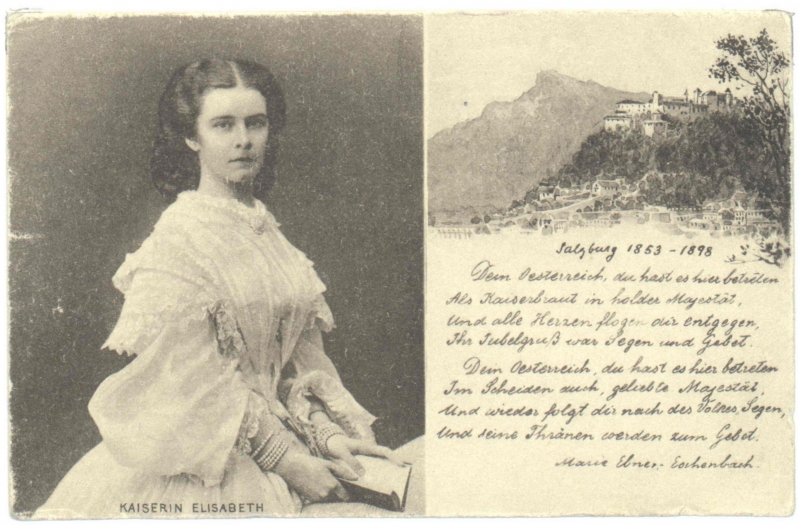 KAISERIN ELISABETH
Salzburg 1853 - 1898
Dein Oesterreich, du hast es hier betreten
Als Kaiserbraut in holder Majestät,
Und alle Herzen flogen dir entgegen,
Ihr Jubelgruß war Segen und Gebet.
Dein Oesterreich, du hast es hier betreten
Im Scheiden auch, geliebte Majestät,
Und wieder folgt dir nach des Volkes, Segen,
Und seine Thränen werden zum Gebet.
Marie Ebner-Eschenbach.